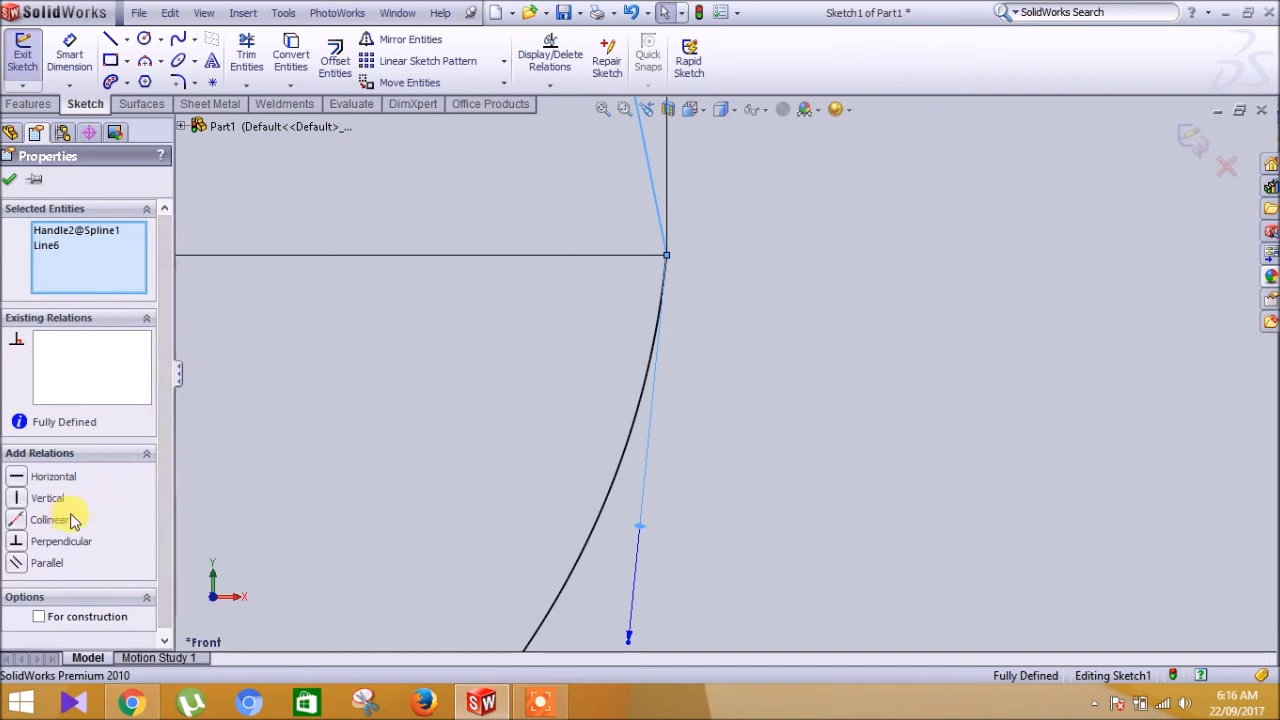 SolidWorks
File Edit View Insert Tools PhotoWorks Window Help
Sketch1 of Part1 *
SolidWorks Search
Exit Sketch
Smart Dimension
Trim Entities
Convert Entities
Offset Entities
Mirror Entities
Linear Sketch Pattern
Move Entities
Display/Delete Relations
Repair Sketch
Quick Snaps
Rapid Sketch
Features Sketch Surfaces Sheet Metal Weldments Evaluate DimXpert Office Products
Part1 (Default<<Default>_...
Properties ?
Selected Entities
Handle2@Spline1
Line6
Existing Relations
Fully Defined
Add Relations
Horizontal
Vertical
Collinear
Perpendicular
Parallel
Options
For construction
Y
X
*Front
Model Motion Study 1
SolidWorks Premium 2010
Fully Defined Editing Sketch1
6:16 AM
22/09/2017